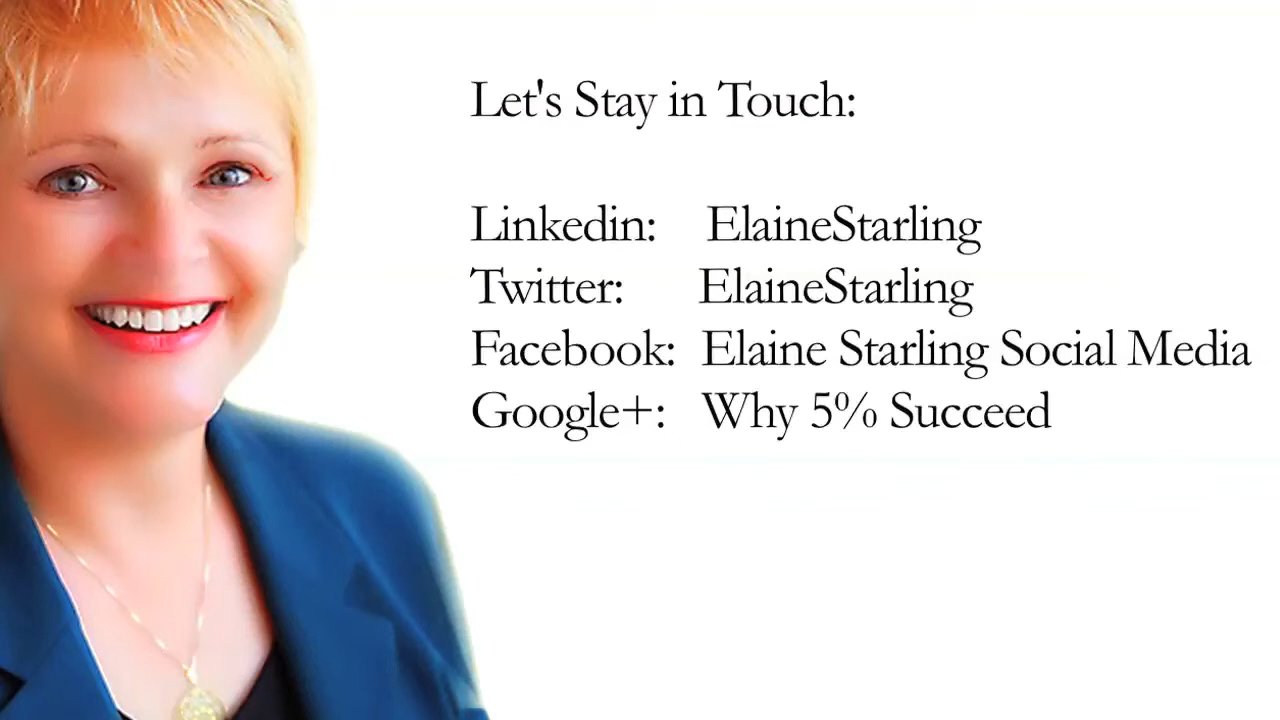 Let's Stay in Touch:
Linkedin: ElaineStarling
Twitter: ElaineStarling
Facebook: Elaine Starling Social Media
Google+: Why 5% Succeed